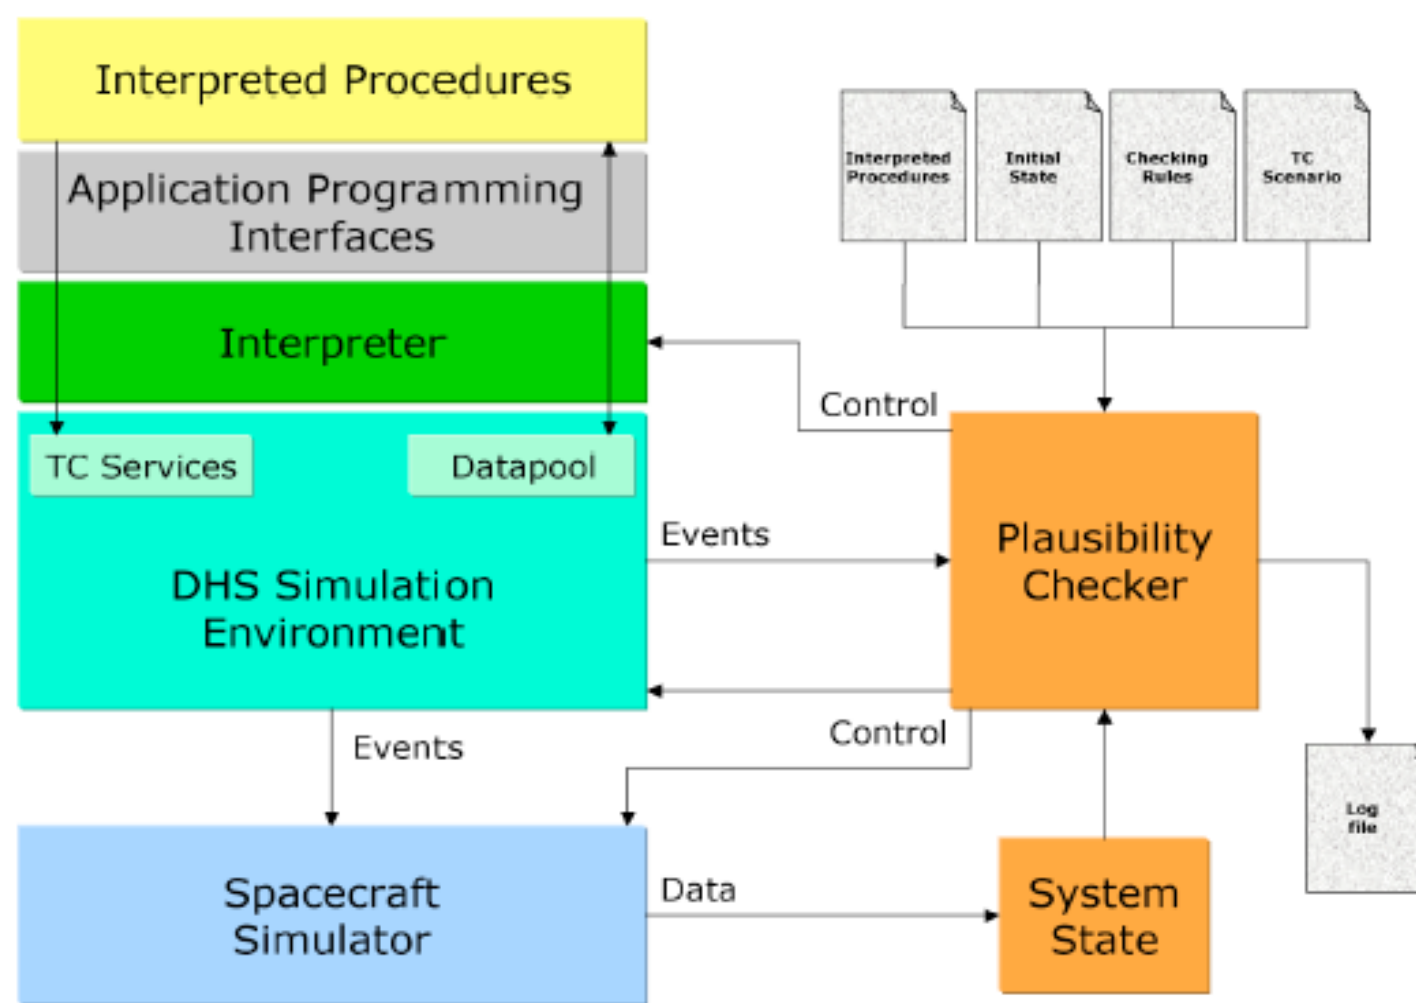 Interpreted Procedures
Application Programming
Interfaces
Interpreter
TC Services
Datapool
DHS Simulation
Environment
Events
Spacecraft
Simulator
Interpreted
Procedures
Initial
State
Checking
Rules
TC
Scenario
Control
Events
Plausibility
Checker
Control
Data
System
State
Log
file